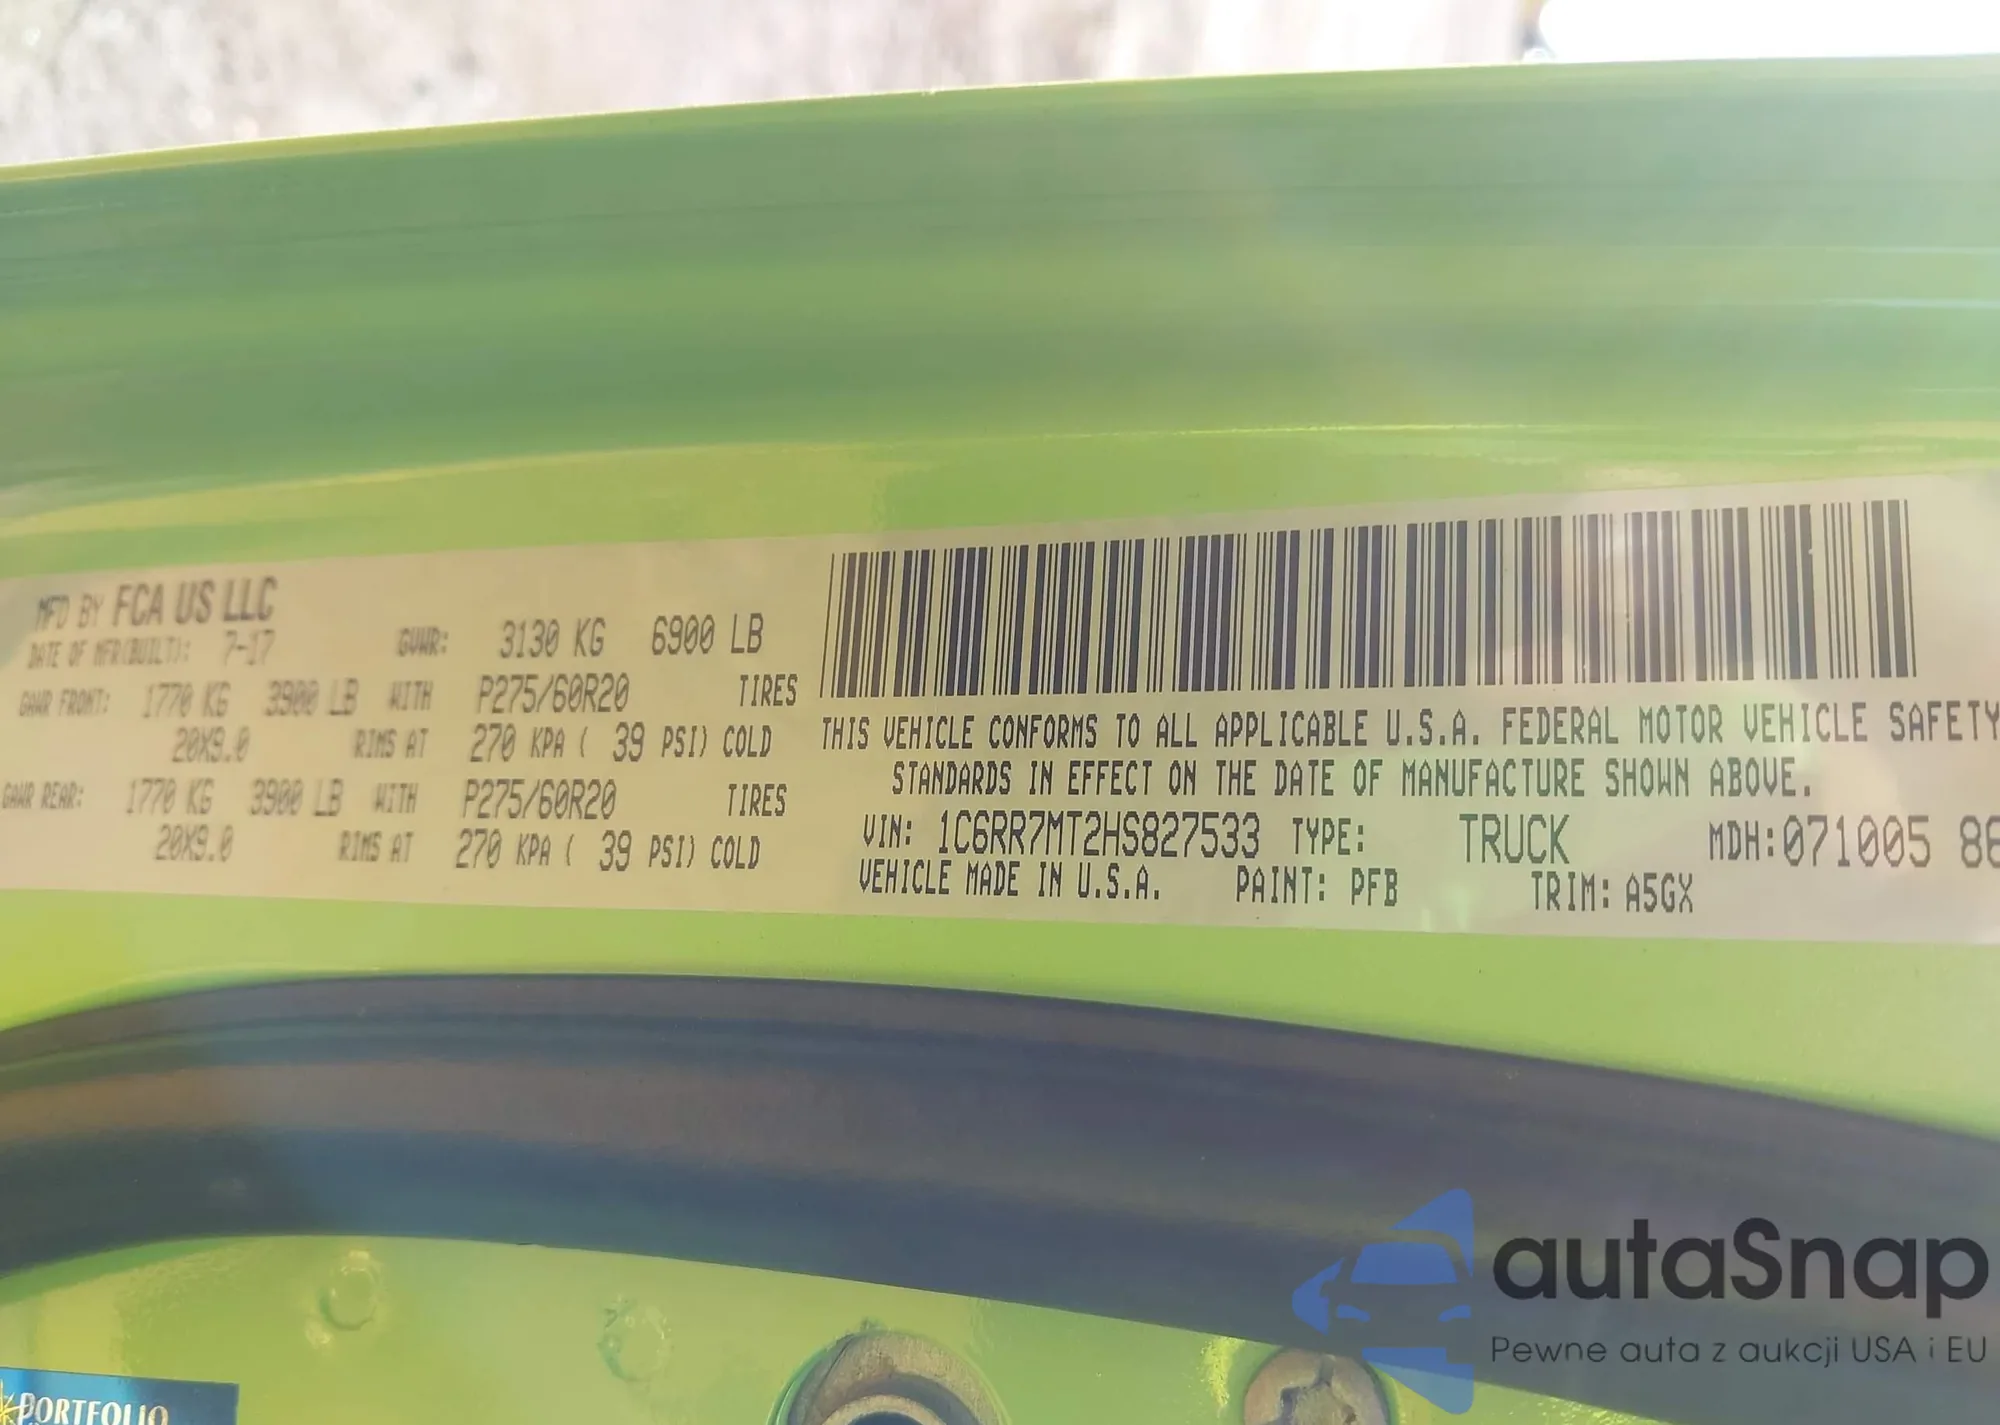 MFD BY FCA US LLC
DATE OF MFR(BUILT): 7-17 GVWR: 3130 KG 6900 LB
GAWR FRONT: 1770 KG 3900 LB WITH P275/60R20 TIRES
20X9.0 RIMS AT 270 KPA ( 39 PSI) COLD
GAWR REAR: 1770 KG 3900 LB WITH P275/60R20 TIRES
20X9.0 RIMS AT 270 KPA ( 39 PSI) COLD
THIS VEHICLE CONFORMS TO ALL APPLICABLE U.S.A. FEDERAL MOTOR VEHICLE SAFETY
STANDARDS IN EFFECT ON THE DATE OF MANUFACTURE SHOWN ABOVE.
VIN: 1C6RR7MT2HS827533 TYPE: TRUCK MDH:071005
VEHICLE MADE IN U.S.A. PAINT: PFB TRIM: A5GX
autaSnap
Pewne auta z aukcji USA i EU
PORTFOLIO